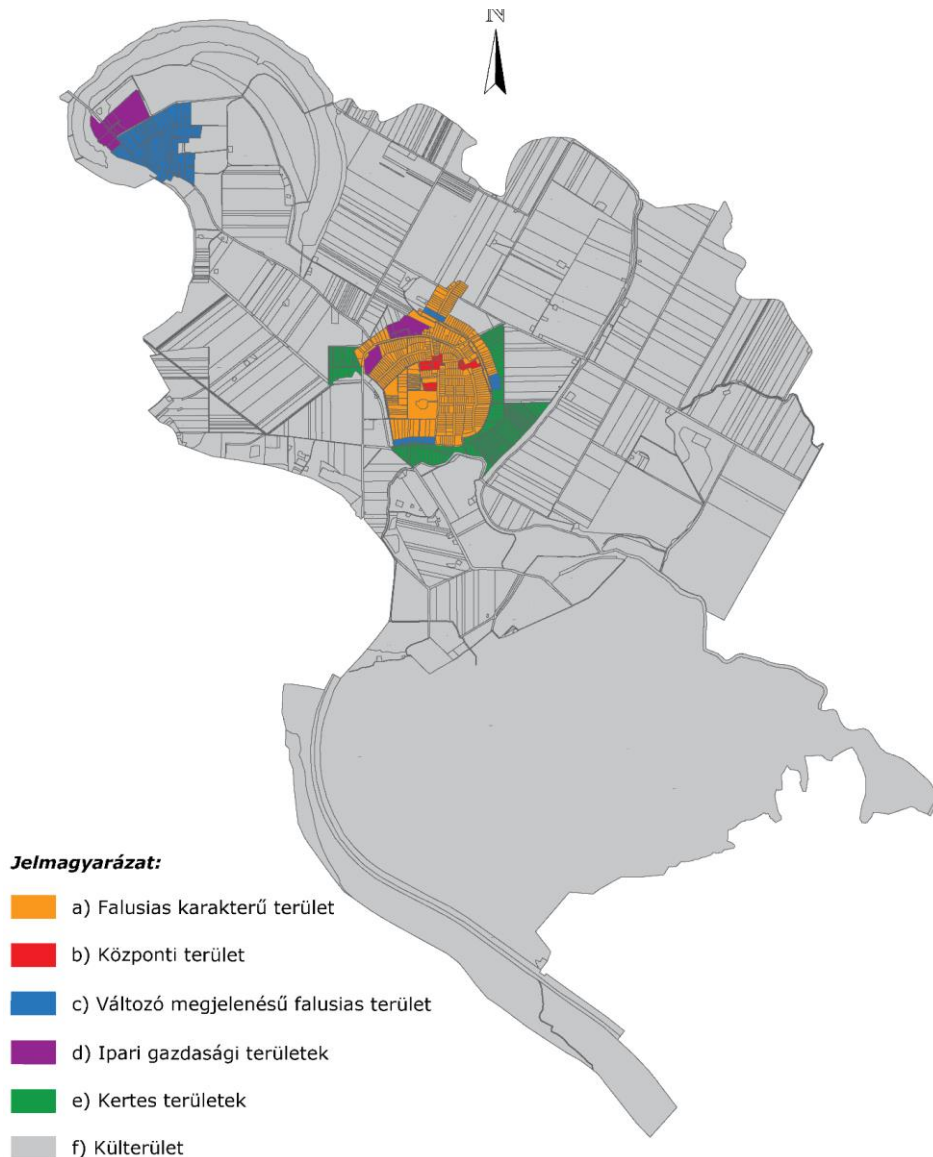 N
Jelmagyarázat:
a) Falusias karakterű terület
b) Központi terület
c) Változó megjelenésű falusias terület
d) Ipari gazdasági területek
e) Kertes területek
f) Külterület